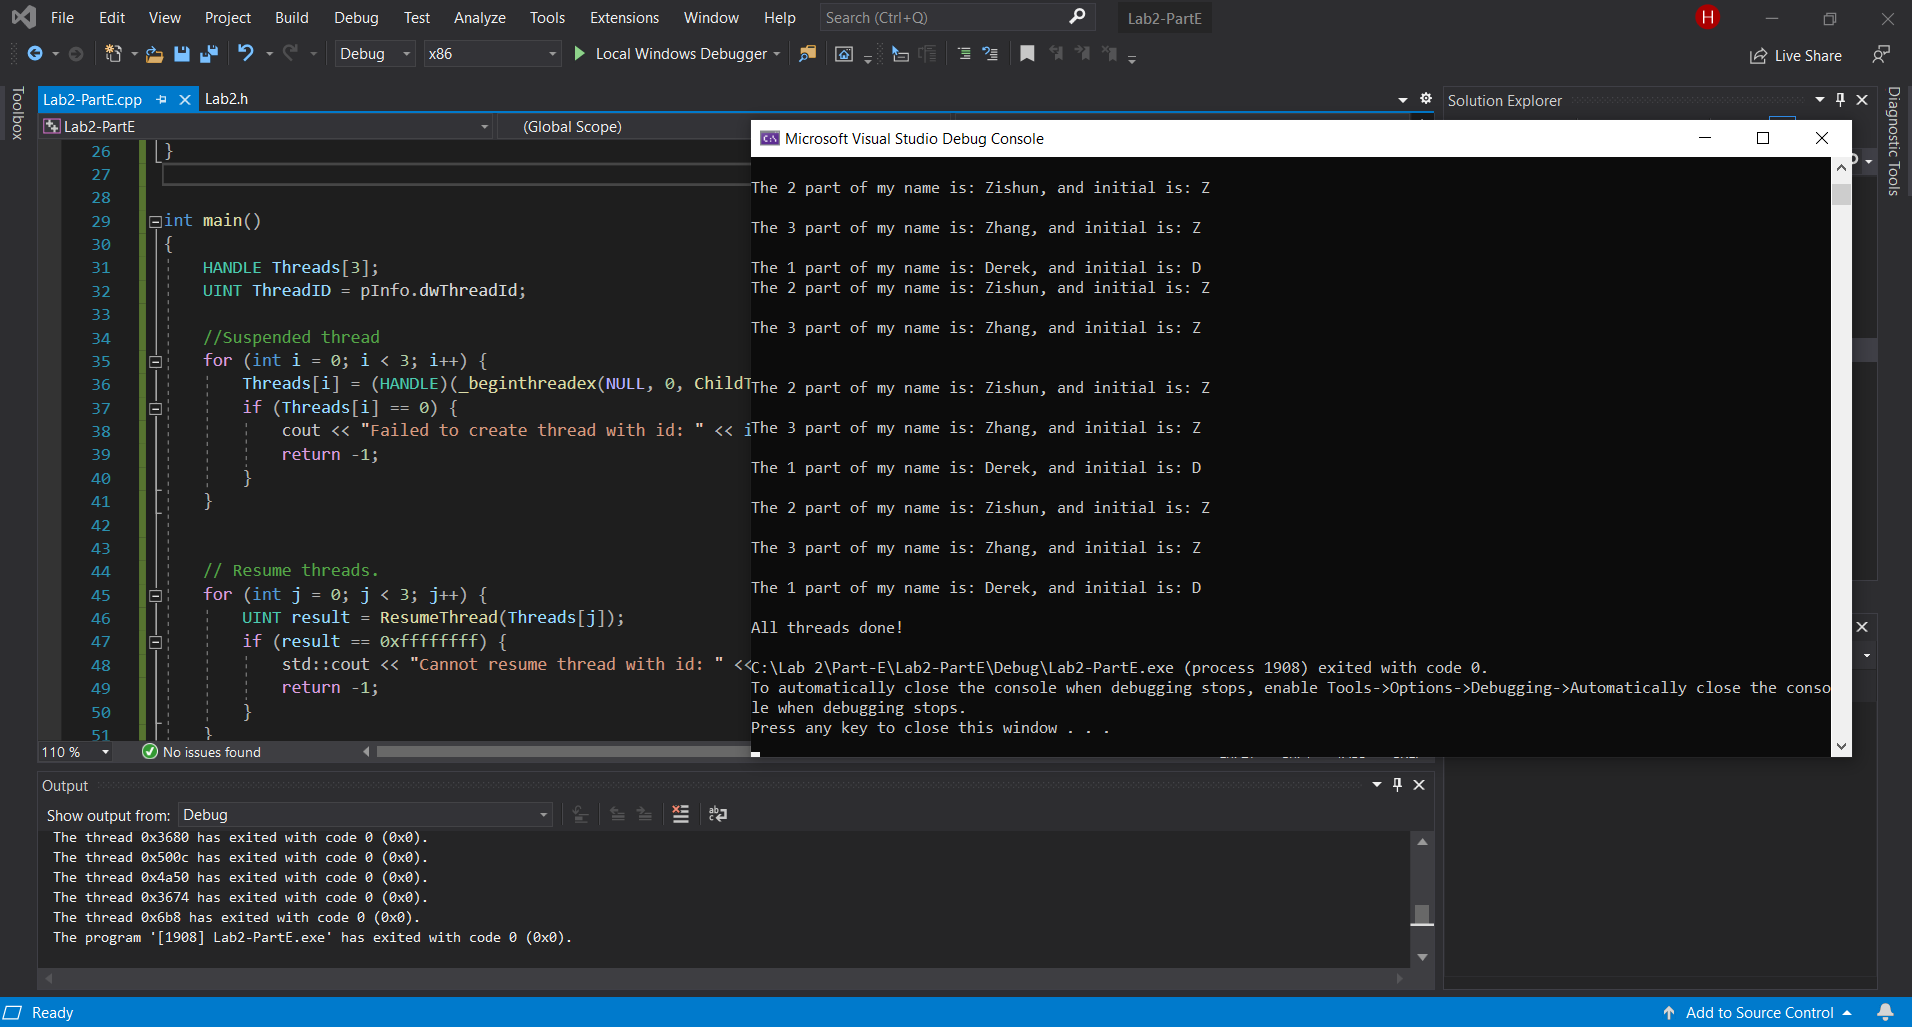 File Edit View Project Build Debug Test Analyze Tools Extensions Window Help Search (Ctrl+Q) Lab2-PartE H
Debug x86 Local Windows Debugger Live Share
Toolbox
Lab2-PartE.cpp Lab2.h
Lab2-PartE (Global Scope)
26 }
27
28
29 int main()
30 {
31 HANDLE Threads[3];
32 UINT ThreadID = pInfo.dwThreadId;
33
34 //Suspended thread
35 for (int i = 0; i < 3; i++) {
36 Threads[i] = (HANDLE)(_beginthreadex(NULL, 0, ChildT
37 if (Threads[i] == 0) {
38 cout << "Failed to create thread with id: " << i
39 return -1;
40 }
41 }
42
43
44 // Resume threads.
45 for (int j = 0; j < 3; j++) {
46 UINT result = ResumeThread(Threads[j]);
47 if (result == 0xffffffff) {
48 std::cout << "Cannot resume thread with id: " <<
49 return -1;
50 }
51 }
110 % No issues found
Solution Explorer
Diagnostic Tools
Microsoft Visual Studio Debug Console
The 2 part of my name is: Zishun, and initial is: Z
The 3 part of my name is: Zhang, and initial is: Z
The 1 part of my name is: Derek, and initial is: D
The 2 part of my name is: Zishun, and initial is: Z
The 3 part of my name is: Zhang, and initial is: Z
The 2 part of my name is: Zishun, and initial is: Z
The 3 part of my name is: Zhang, and initial is: Z
The 1 part of my name is: Derek, and initial is: D
The 2 part of my name is: Zishun, and initial is: Z
The 3 part of my name is: Zhang, and initial is: Z
The 1 part of my name is: Derek, and initial is: D
All threads done!
C:\Lab 2\Part-E\Lab2-PartE\Debug\Lab2-PartE.exe (process 1908) exited with code 0.
To automatically close the console when debugging stops, enable Tools->Options->Debugging->Automatically close the conso
le when debugging stops.
Press any key to close this window . . .
Output
Show output from: Debug
The thread 0x3680 has exited with code 0 (0x0).
The thread 0x500c has exited with code 0 (0x0).
The thread 0x4a50 has exited with code 0 (0x0).
The thread 0x3674 has exited with code 0 (0x0).
The thread 0x6b8 has exited with code 0 (0x0).
The program '[1908] Lab2-PartE.exe' has exited with code 0 (0x0).
Ready Add to Source Control